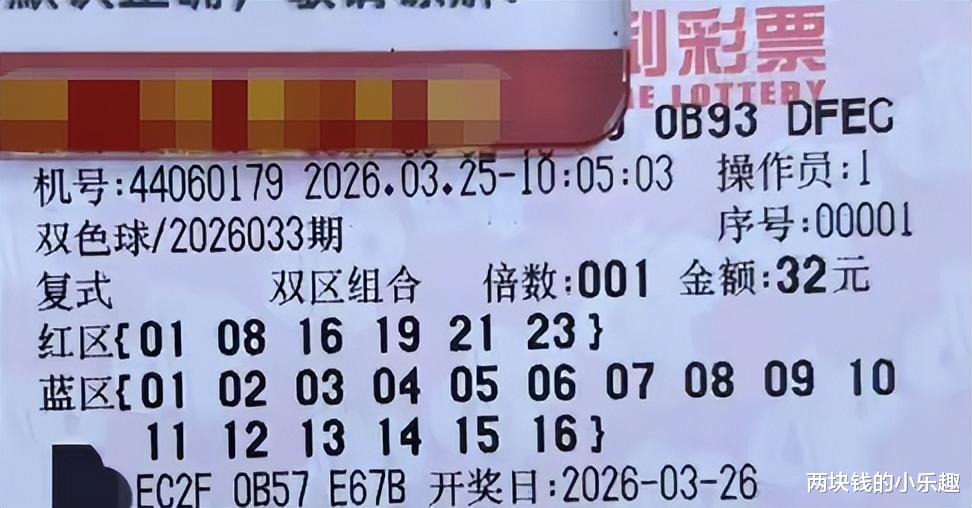 利彩票
LOTTERY
0B93 DFEC
机号:44060179 2026.03.25-10:05:03 操作员:1
双色球/2026033期 序号:00001
复式 双区组合 倍数:001 金额:32元
红区{01 08 16 19 21 23}
蓝区{01 02 03 04 05 06 07 08 09 10
11 12 13 14 15 16}
EC2F 0B57 E67B 开奖日:2026-03-26
两块钱的小乐趣